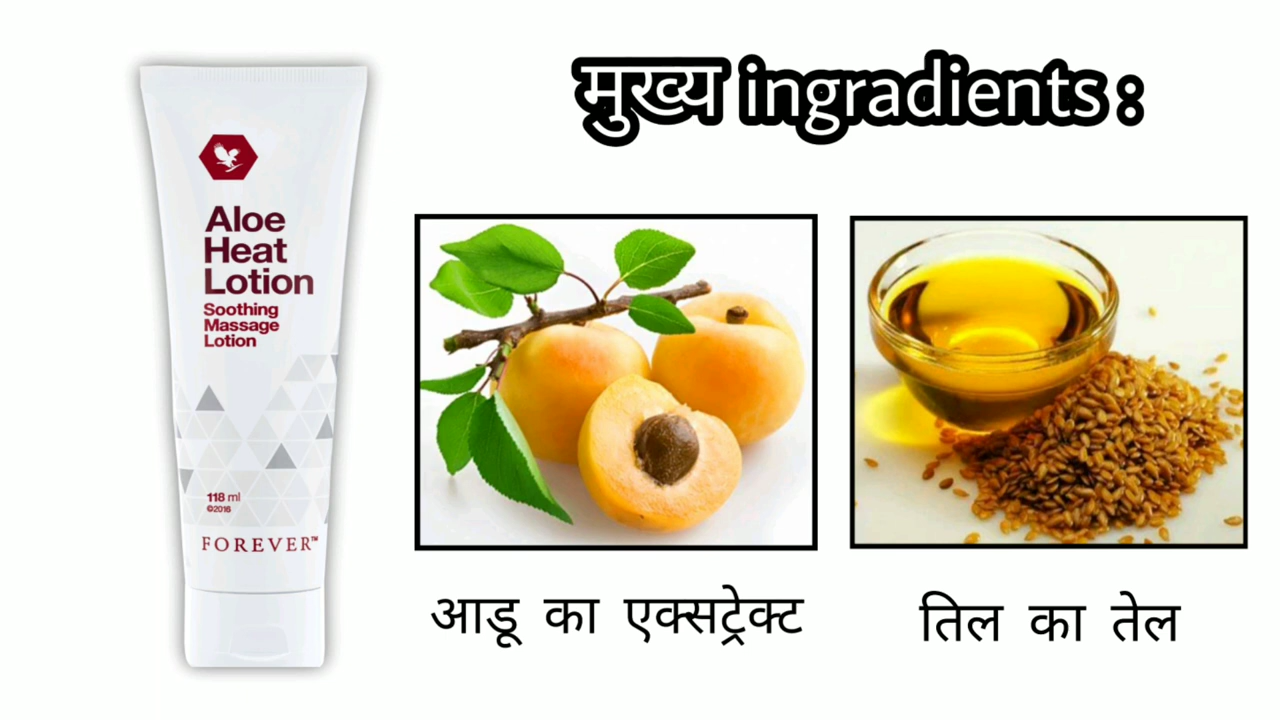 मुख्य ingradients :
Aloe
Heat
Lotion
Soothing
Massage
Lotion
118 ml
©2016
FOREVER™
आडू का एक्सट्रेक्ट
तिल का तेल